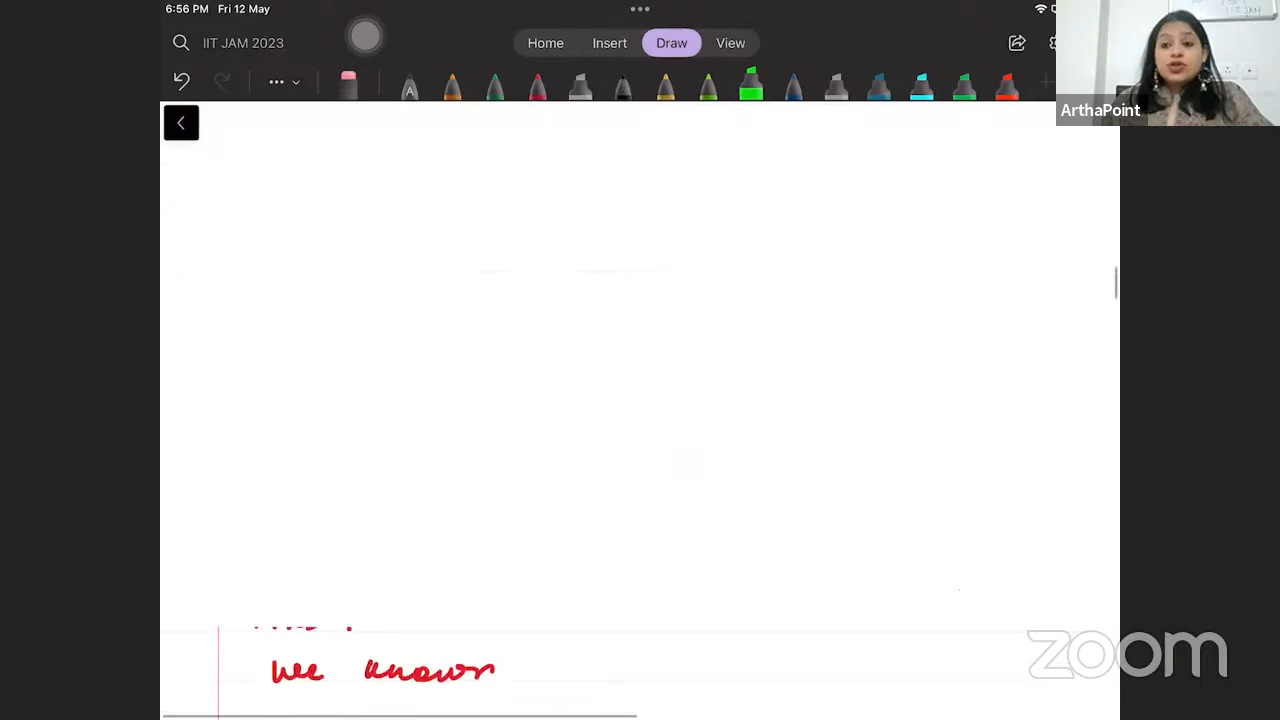 6:56 PM Fri 12 May
IIT JAM 2023
Home Insert Draw View
A
ArthaPoint
we know
zoom